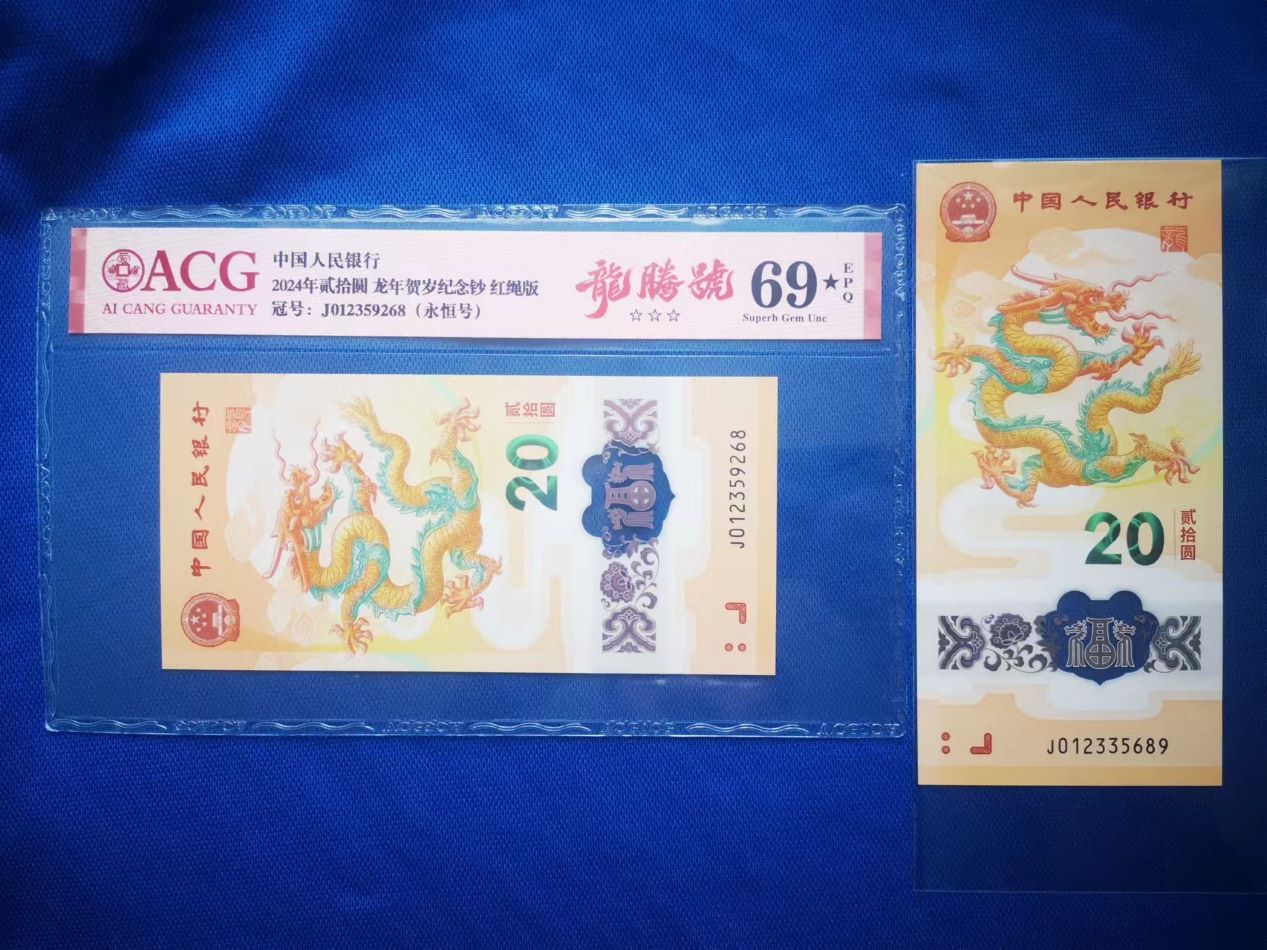 ACG
AI CANG GUARANTY
中国人民银行
2024年贰拾圆 龙年贺岁纪念钞 红绳版
冠号：J012359268（永恒号）
龍騰號
☆☆☆
69★
EPQ
Superb Gem Unc
中国人民银行
贰拾圆
20
福
J012359268
中国人民银行
20
贰拾圆
福
J012335689